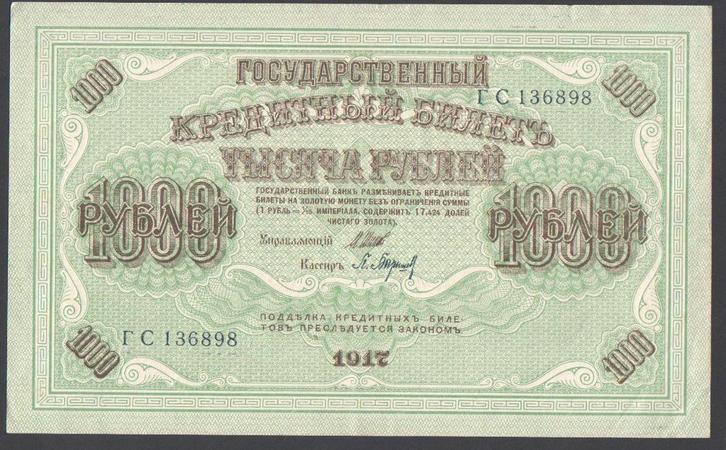 1000
1000
ГОСУДАРСТВЕННЫЙ
ГС 136898
КРЕДИТНЫЙ БИЛЕТЪ
ТЫСЯЧА РУБЛЕЙ
1000
РУБЛЕЙ
1000
РУБЛЕЙ
ГОСУДАРСТВЕННЫЙ БАНКЪ РАЗМѢНИВАЕТЪ КРЕДИТНЫЕ
БИЛЕТЫ НА ЗОЛОТУЮ МОНЕТУ БЕЗЪ ОГРАНИЧЕНІЯ СУММЫ
(1 РУБЛЬ = 1/15 ИМПЕРІАЛА, СОДЕРЖИТЪ 17,424 ДОЛЕЙ
ЧИСТАГО ЗОЛОТА).
Управляющій
Кассиръ
ПОДДѢЛКА КРЕДИТНЫХЪ БИЛЕ-
ТОВЪ ПРЕСЛѢДУЕТСЯ ЗАКОНОМЪ.
ГС 136898
1917
1000
1000